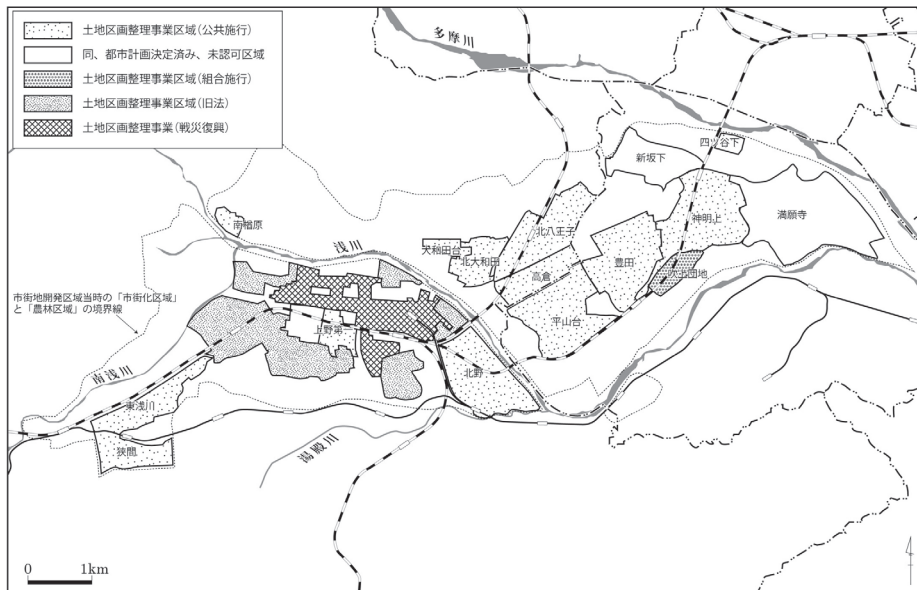 土地区画整理事業区域(公共施行)
同、都市計画決定済み、未認可区域
土地区画整理事業区域(組合施行)
土地区画整理事業区域(旧法)
土地区画整理事業(戦災復興)
多摩川
四ツ谷下
新坂下
神明上
満願寺
南楢原
浅川
北八王子
犬砂田台
北大和田
豊田
高倉
吹上団地
市街地開発区域当時の「市街化区域」
と「農林区域」の境界線
平山台
上野第一
南浅川
北野
東浅川
湯殿川
狭間
0 1km